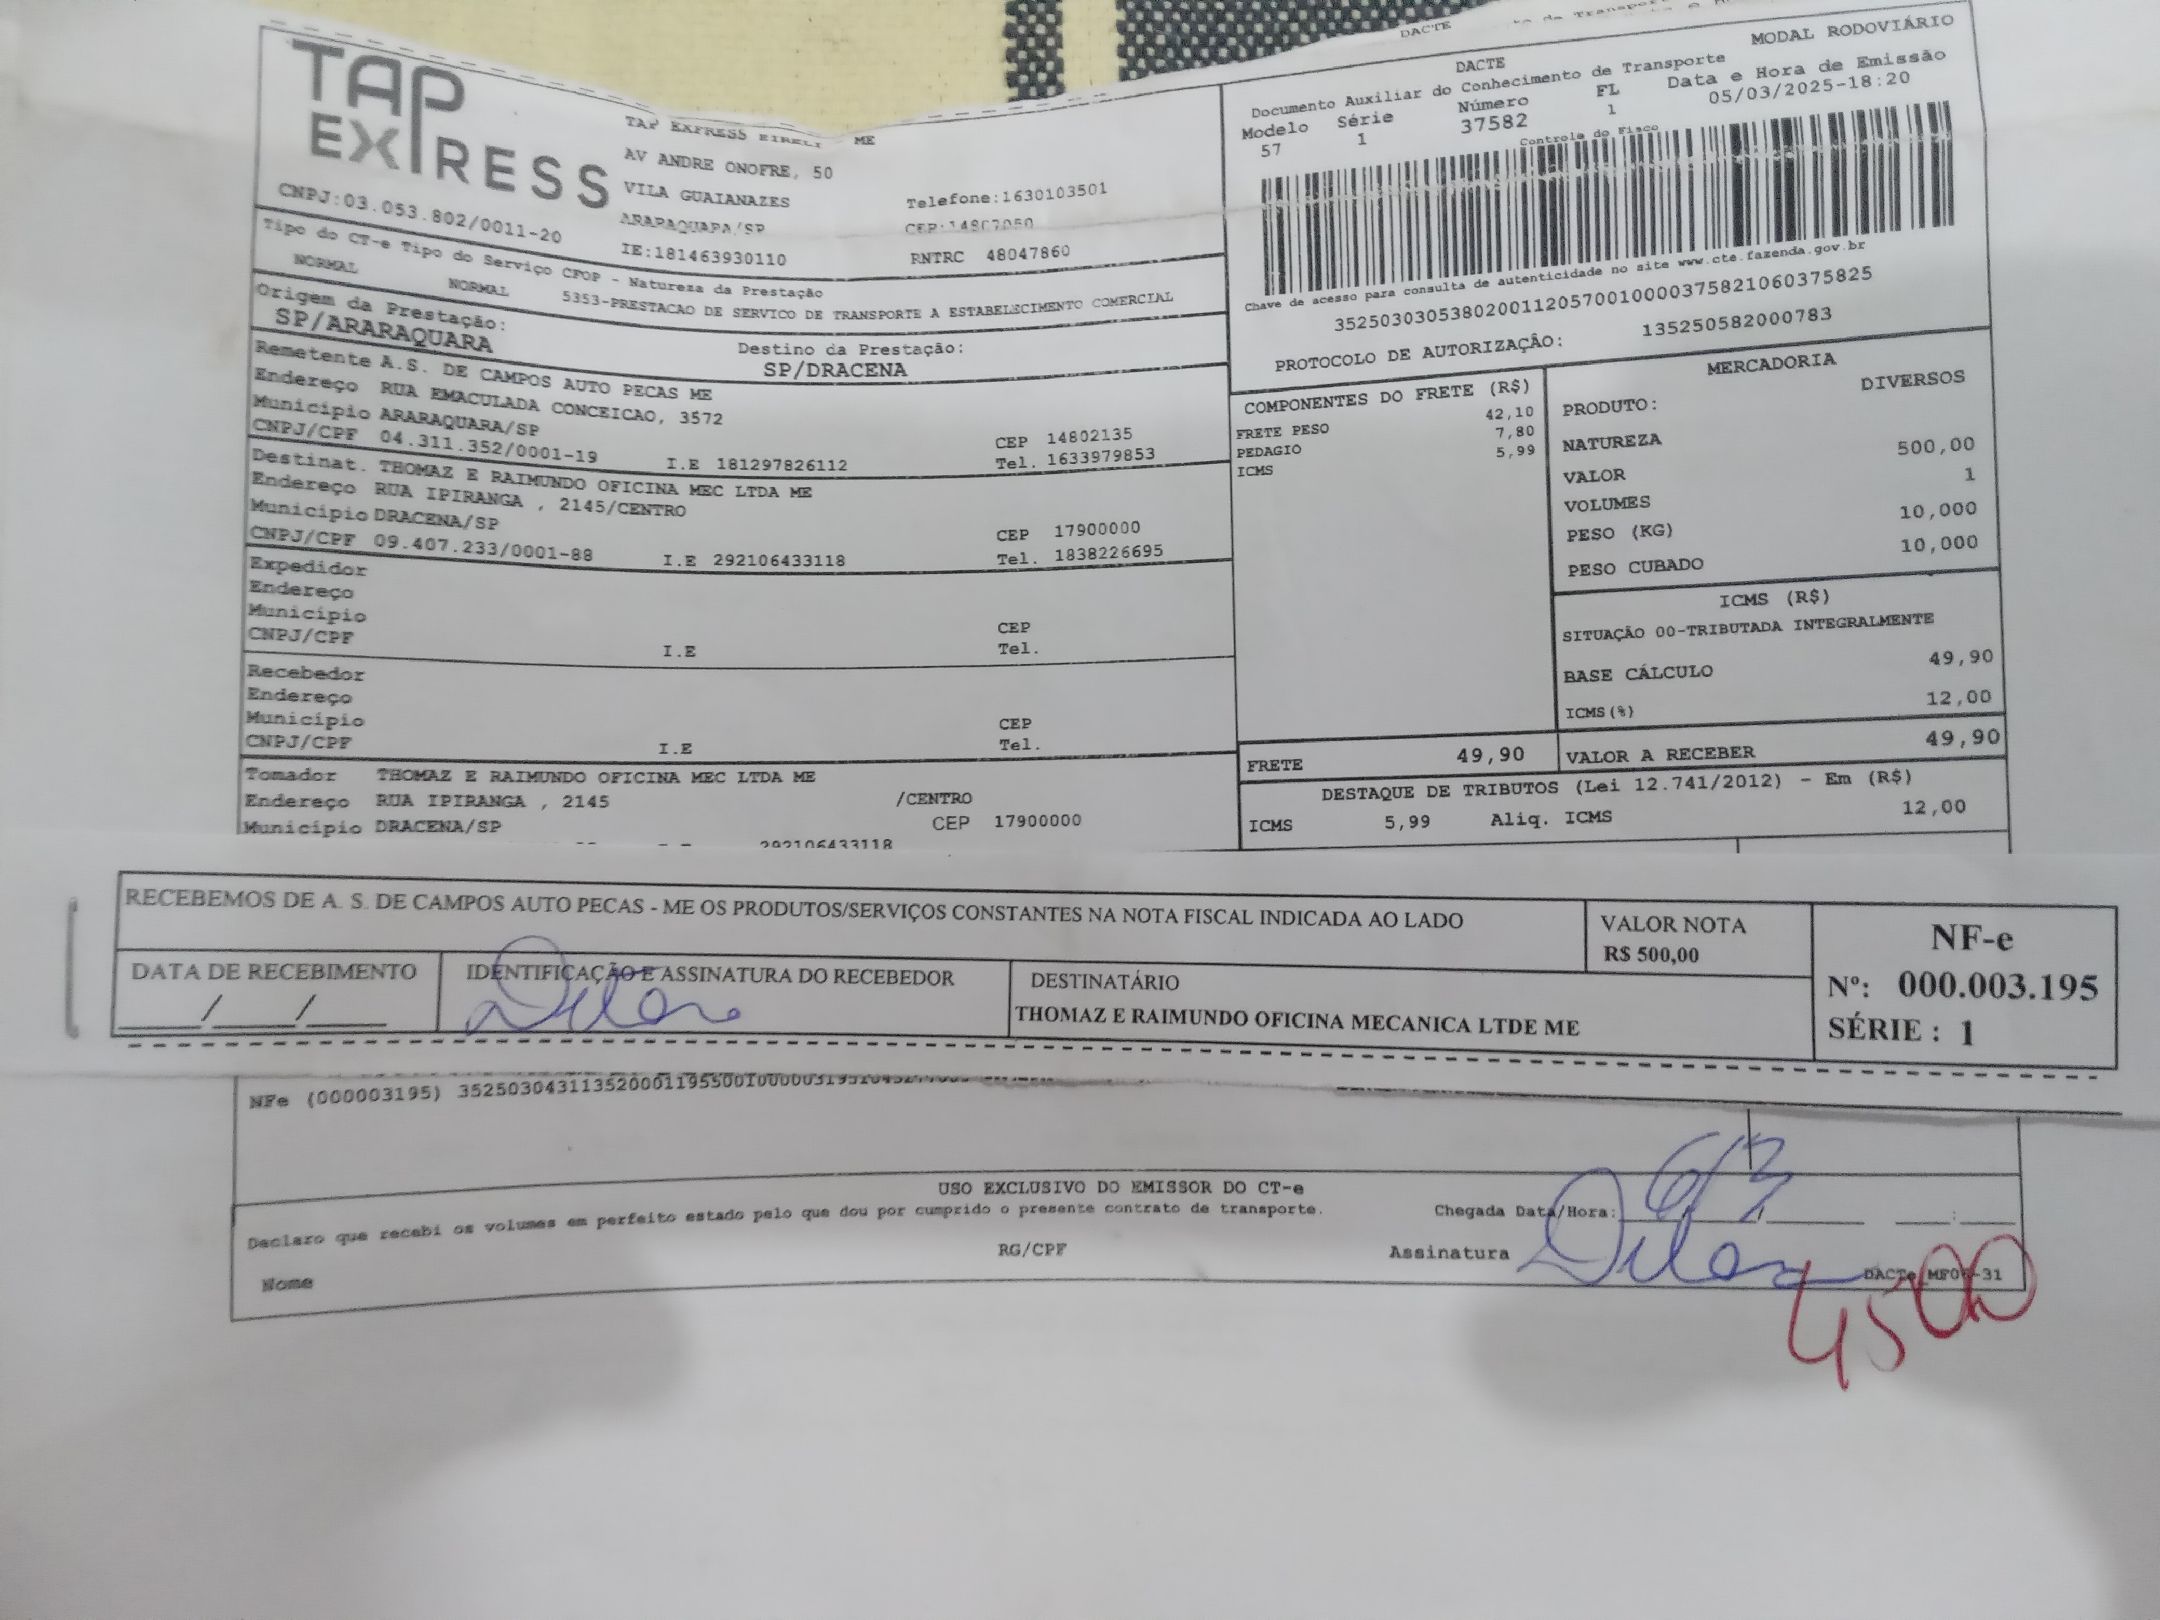 DACTE
TAP
EXPRESS
CNPJ:03.053.802/0011-20
TAP EXPRESS EIRELI - ME
AV ANDRE ONOFRE, 50
VILA GUAIANAZES
ARARAQUARA/SP
IE:181463930110
Telefone:1630103501
CEP:14807050
RNTRC 48047860
DACTE
MODAL RODOVIÁRIO
Documento Auxiliar do Conhecimento de Transporte
Modelo Série Número FL Data e Hora de Emissão
57 1 37582 1 05/03/2025-18:20
Controle do Fisco
Chave de acesso para consulta de autenticidade no site www.cte.fazenda.gov.br
35250303053802001120570010000375821060375825
PROTOCOLO DE AUTORIZAÇÃO: 135250582000783
Tipo do CT-e Tipo do Serviço CFOP - Natureza da Prestação
NORMAL NORMAL 5353-PRESTACAO DE SERVICO DE TRANSPORTE A ESTABELECIMENTO COMERCIAL
Origem da Prestação:
SP/ARARAQUARA
Destino da Prestação:
SP/DRACENA
Remetente A.S. DE CAMPOS AUTO PECAS ME
Endereço RUA EMACULADA CONCEICAO, 3572
Município ARARAQUARA/SP CEP 14802135
CNPJ/CPF 04.311.352/0001-19 I.E 181297826112 Tel. 1633979853
Destinat. THOMAZ E RAIMUNDO OFICINA MEC LTDA ME
Endereço RUA IPIRANGA , 2145/CENTRO
Município DRACENA/SP CEP 17900000
CNPJ/CPF 09.407.233/0001-88 I.E 292106433118 Tel. 1838226695
Expedidor
Endereço
Município CEP
CNPJ/CPF I.E Tel.
Recebedor
Endereço
Município CEP
CNPJ/CPF I.E Tel.
Tomador THOMAZ E RAIMUNDO OFICINA MEC LTDA ME
Endereço RUA IPIRANGA , 2145 /CENTRO
Município DRACENA/SP CEP 17900000
292106433118
COMPONENTES DO FRETE (R$)
FRETE PESO 42,10
PEDAGIO 7,80
ICMS 5,99
MERCADORIA
PRODUTO: DIVERSOS
NATUREZA
VALOR 500,00
VOLUMES 1
PESO (KG) 10,000
PESO CUBADO 10,000
ICMS (R$)
SITUAÇÃO 00-TRIBUTADA INTEGRALMENTE
BASE CÁLCULO 49,90
ICMS(%) 12,00
FRETE 49,90 VALOR A RECEBER 49,90
DESTAQUE DE TRIBUTOS (Lei 12.741/2012) - Em (R$)
ICMS 5,99 Aliq. ICMS 12,00
RECEBEMOS DE A. S. DE CAMPOS AUTO PECAS - ME OS PRODUTOS/SERVIÇOS CONSTANTES NA NOTA FISCAL INDICADA AO LADO
VALOR NOTA
R$ 500,00
NF-e
Nº: 000.003.195
SÉRIE : 1
DATA DE RECEBIMENTO
___/___/___
IDENTIFICAÇÃO E ASSINATURA DO RECEBEDOR
DESTINATÁRIO
THOMAZ E RAIMUNDO OFICINA MECANICA LTDE ME
NFe (000003195)
USO EXCLUSIVO DO EMISSOR DO CT-e
Declaro que recebi os volumes em perfeito estado pelo que dou por cumprido o presente contrato de transporte.
Chegada Data/Hora: 6/3
Nome RG/CPF Assinatura
4500